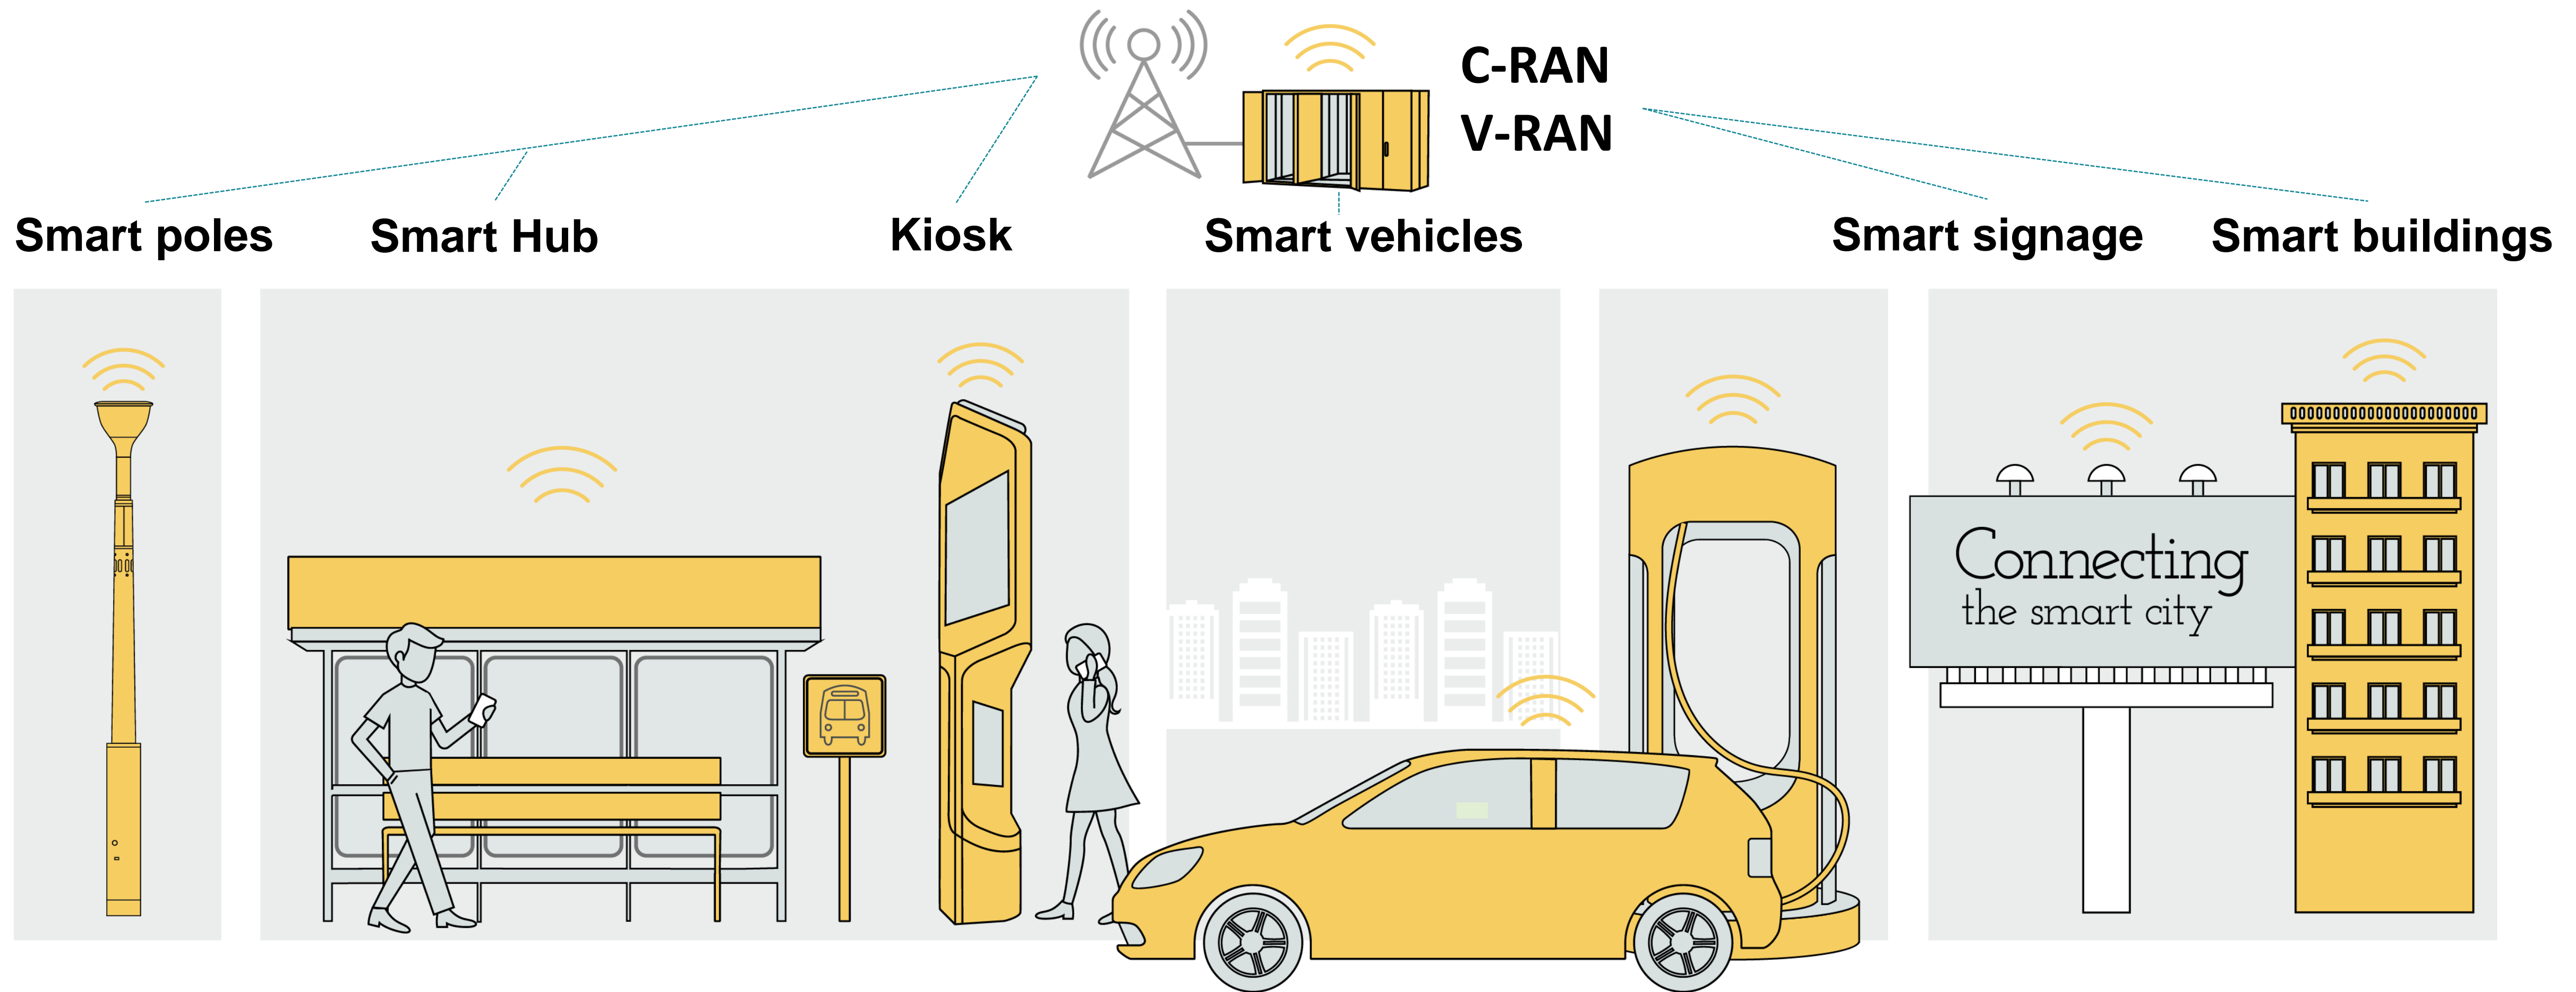 C-RAN
V-RAN
Smart poles
Smart Hub
Kiosk
Smart vehicles
Smart signage
Smart buildings
Connecting
the smart city